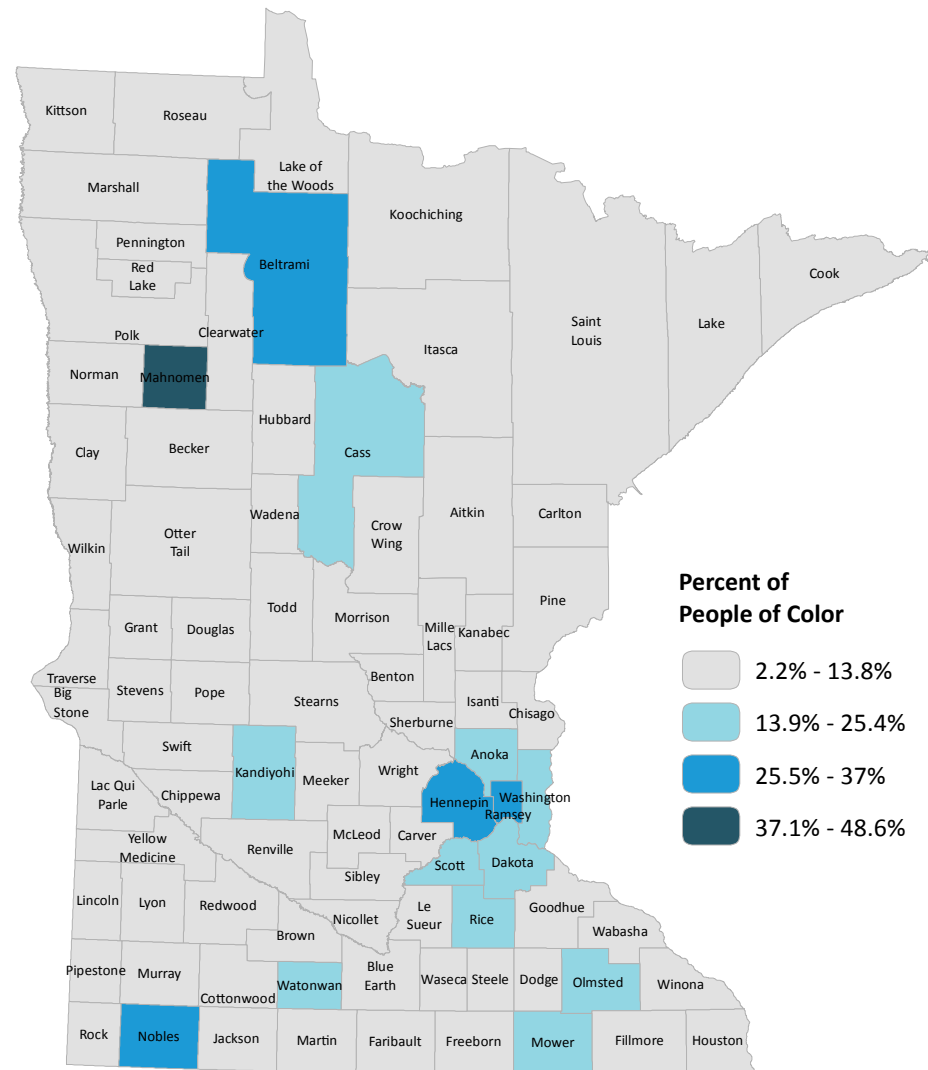 Kittson
Roseau
Lake of
the Woods
Marshall
Koochiching
Pennington
Red
Lake
Beltrami
Cook
Polk
Clearwater
Saint
Louis
Lake
Itasca
Norman
Mahnomen
Hubbard
Becker
Clay
Cass
Wadena
Aitkin
Carlton
Crow
Wing
Otter
Tail
Wilkin
Pine
Todd
Morrison
Grant
Douglas
Mille
Lacs
Kanabec
Traverse
Big
Stone
Stevens
Pope
Benton
Stearns
Isanti
Chisago
Sherburne
Swift
Anoka
Kandiyohi
Meeker
Wright
Lac Qui
Parle
Chippewa
Hennepin
Washington
Ramsey
Yellow
Medicine
Renville
McLeod
Carver
Scott
Dakota
Sibley
Lincoln
Lyon
Redwood
Nicollet
Le
Sueur
Rice
Goodhue
Wabasha
Brown
Pipestone
Murray
Cottonwood
Watonwan
Blue
Earth
Waseca
Steele
Dodge
Olmsted
Winona
Rock
Nobles
Jackson
Martin
Faribault
Freeborn
Mower
Fillmore
Houston
Percent of
People of Color
2.2% - 13.8%
13.9% - 25.4%
25.5% - 37%
37.1% - 48.6%